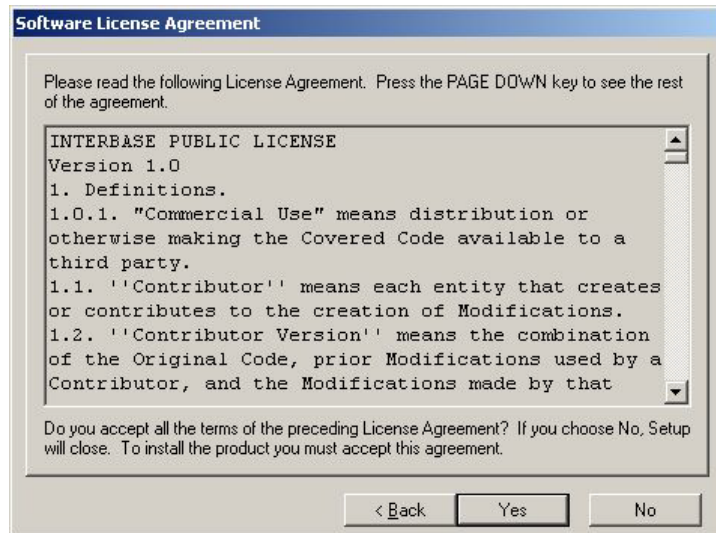 Software License Agreement
Please read the following License Agreement. Press the PAGE DOWN key to see the rest
of the agreement.
INTERBASE PUBLIC LICENSE
Version 1.0
1. Definitions.
1.0.1. "Commercial Use" means distribution or
otherwise making the Covered Code available to a
third party.
1.1. ''Contributor'' means each entity that creates
or contributes to the creation of Modifications.
1.2. ''Contributor Version'' means the combination
of the Original Code, prior Modifications used by a
Contributor, and the Modifications made by that
Do you accept all the terms of the preceding License Agreement? If you choose No, Setup
will close. To install the product you must accept this agreement.
< Back Yes No